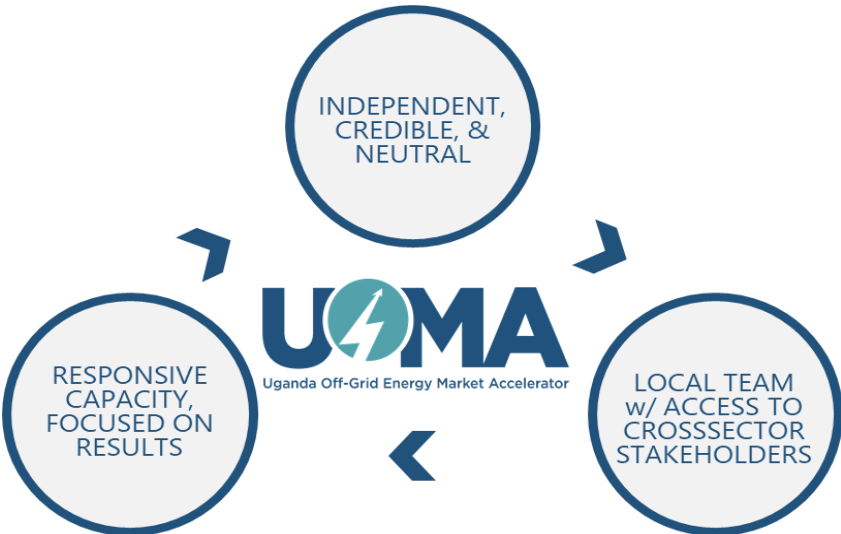 INDEPENDENT,
CREDIBLE, &
NEUTRAL
UOMA
Uganda Off-Grid Energy Market Accelerator
RESPONSIVE
CAPACITY,
FOCUSED ON
RESULTS
LOCAL TEAM
w/ ACCESS TO
CROSSSECTOR
STAKEHOLDERS